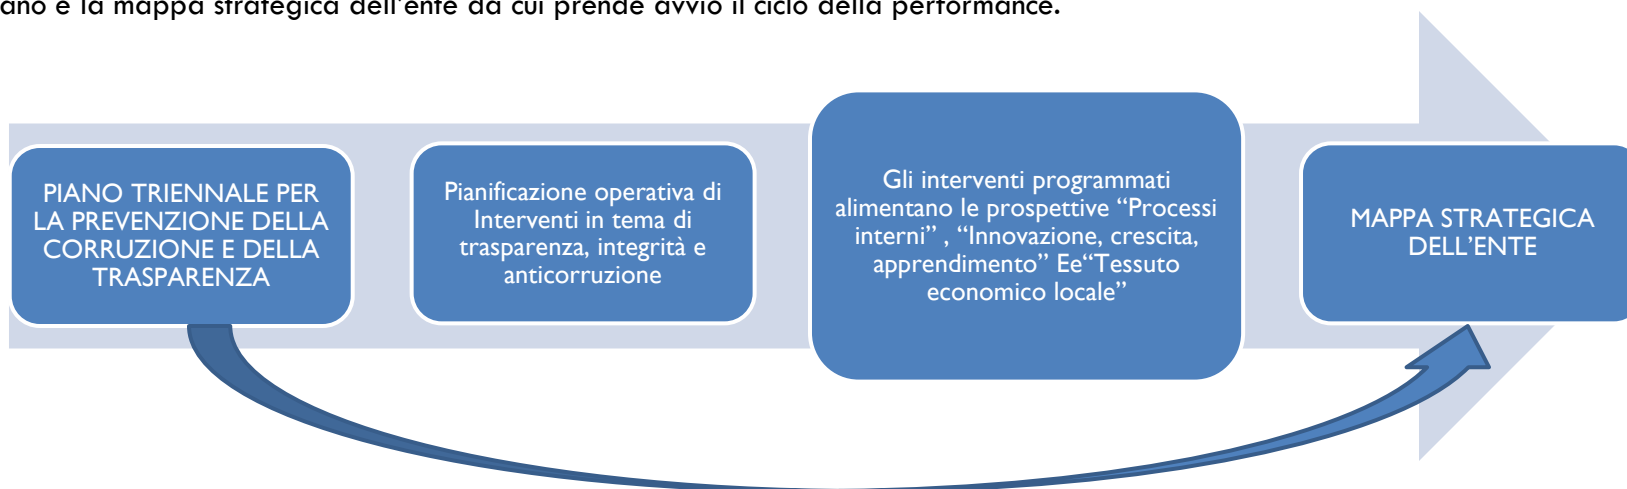 ano e la mappa strategica dell'ente da cui prende avvio il ciclo della performance.
PIANO TRIENNALE PER
LA PREVENZIONE DELLA
CORRUZIONE E DELLA
TRASPARENZA
Pianificazione operativa di
Interventi in tema di
trasparenza, integrità e
anticorruzione
Gli interventi programmati
alimentano le prospettive “Processi
interni” , “Innovazione, crescita,
apprendimento” Ee“Tessuto
economico locale”
MAPPA STRATEGICA
DELL’ENTE